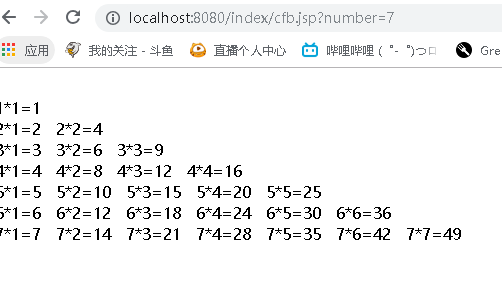 localhost:8080/index/cfb.jsp?number=7
应用 我的关注 - 斗鱼 直播个人中心 哔哩哔哩 ( ゜- ゜)つロ Gre
1*1=1
2*1=2 2*2=4
3*1=3 3*2=6 3*3=9
4*1=4 4*2=8 4*3=12 4*4=16
5*1=5 5*2=10 5*3=15 5*4=20 5*5=25
6*1=6 6*2=12 6*3=18 6*4=24 6*5=30 6*6=36
7*1=7 7*2=14 7*3=21 7*4=28 7*5=35 7*6=42 7*7=49